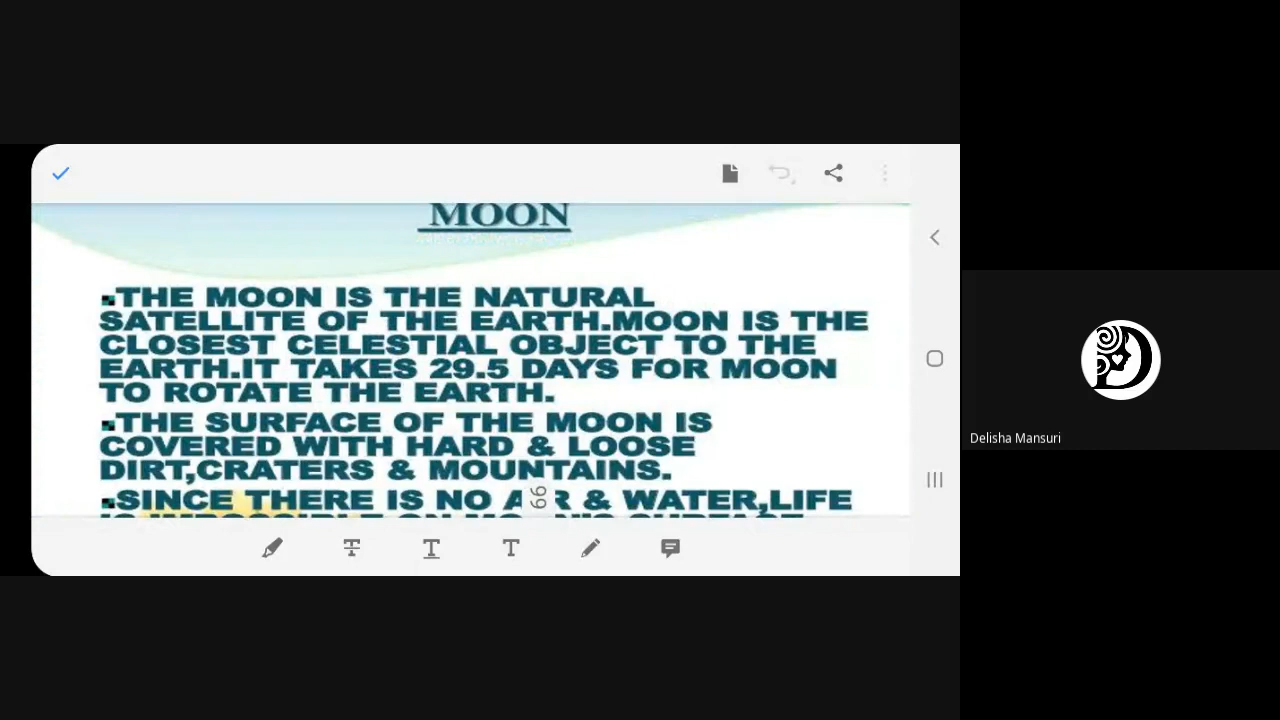 MOON
THE MOON IS THE NATURAL
SATELLITE OF THE EARTH.MOON IS THE
CLOSEST CELESTIAL OBJECT TO THE
EARTH.IT TAKES 29.5 DAYS FOR MOON
TO ROTATE THE EARTH.
THE SURFACE OF THE MOON IS
COVERED WITH HARD & LOOSE
DIRT,CRATERS & MOUNTAINS.
SINCE THERE IS NO A R & WATER,LIFE
66
Delisha Mansuri